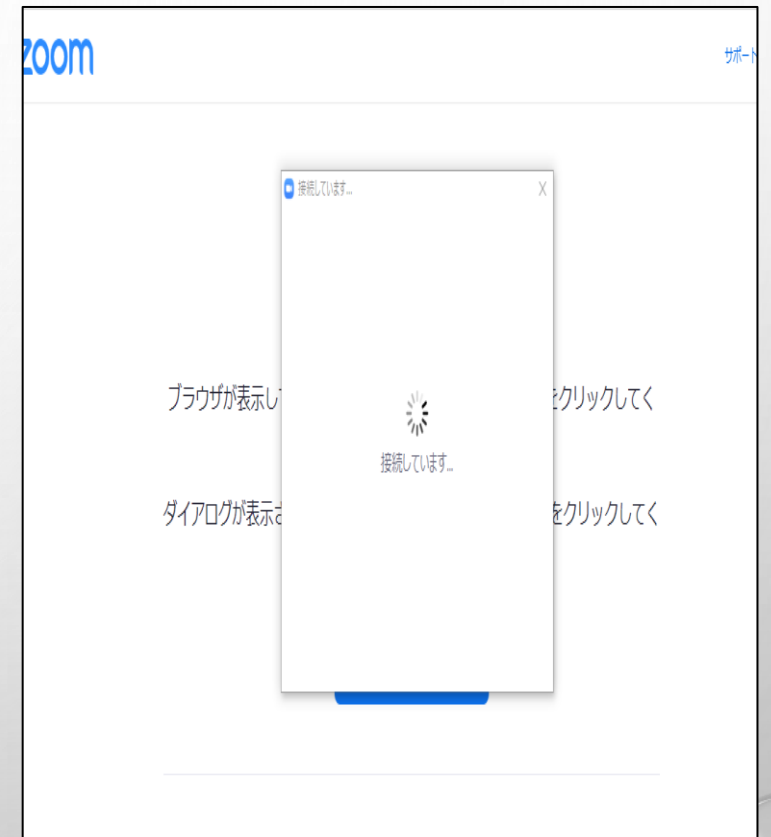 zoom
サポート
接続しています...
ブラウザが表示し
をクリックしてく
接続しています...
ダイアログが表示さ
をクリックしてく